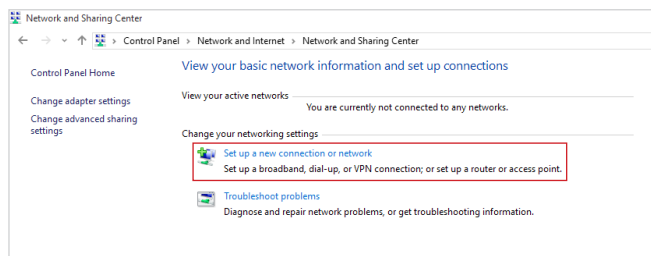 Network and Sharing Center
Control Panel > Network and Internet > Network and Sharing Center
Control Panel Home
Change adapter settings
Change advanced sharing
settings
View your basic network information and set up connections
View your active networks
You are currently not connected to any networks.
Change your networking settings
Set up a new connection or network
Set up a broadband, dial-up, or VPN connection; or set up a router or access point.
Troubleshoot problems
Diagnose and repair network problems, or get troubleshooting information.